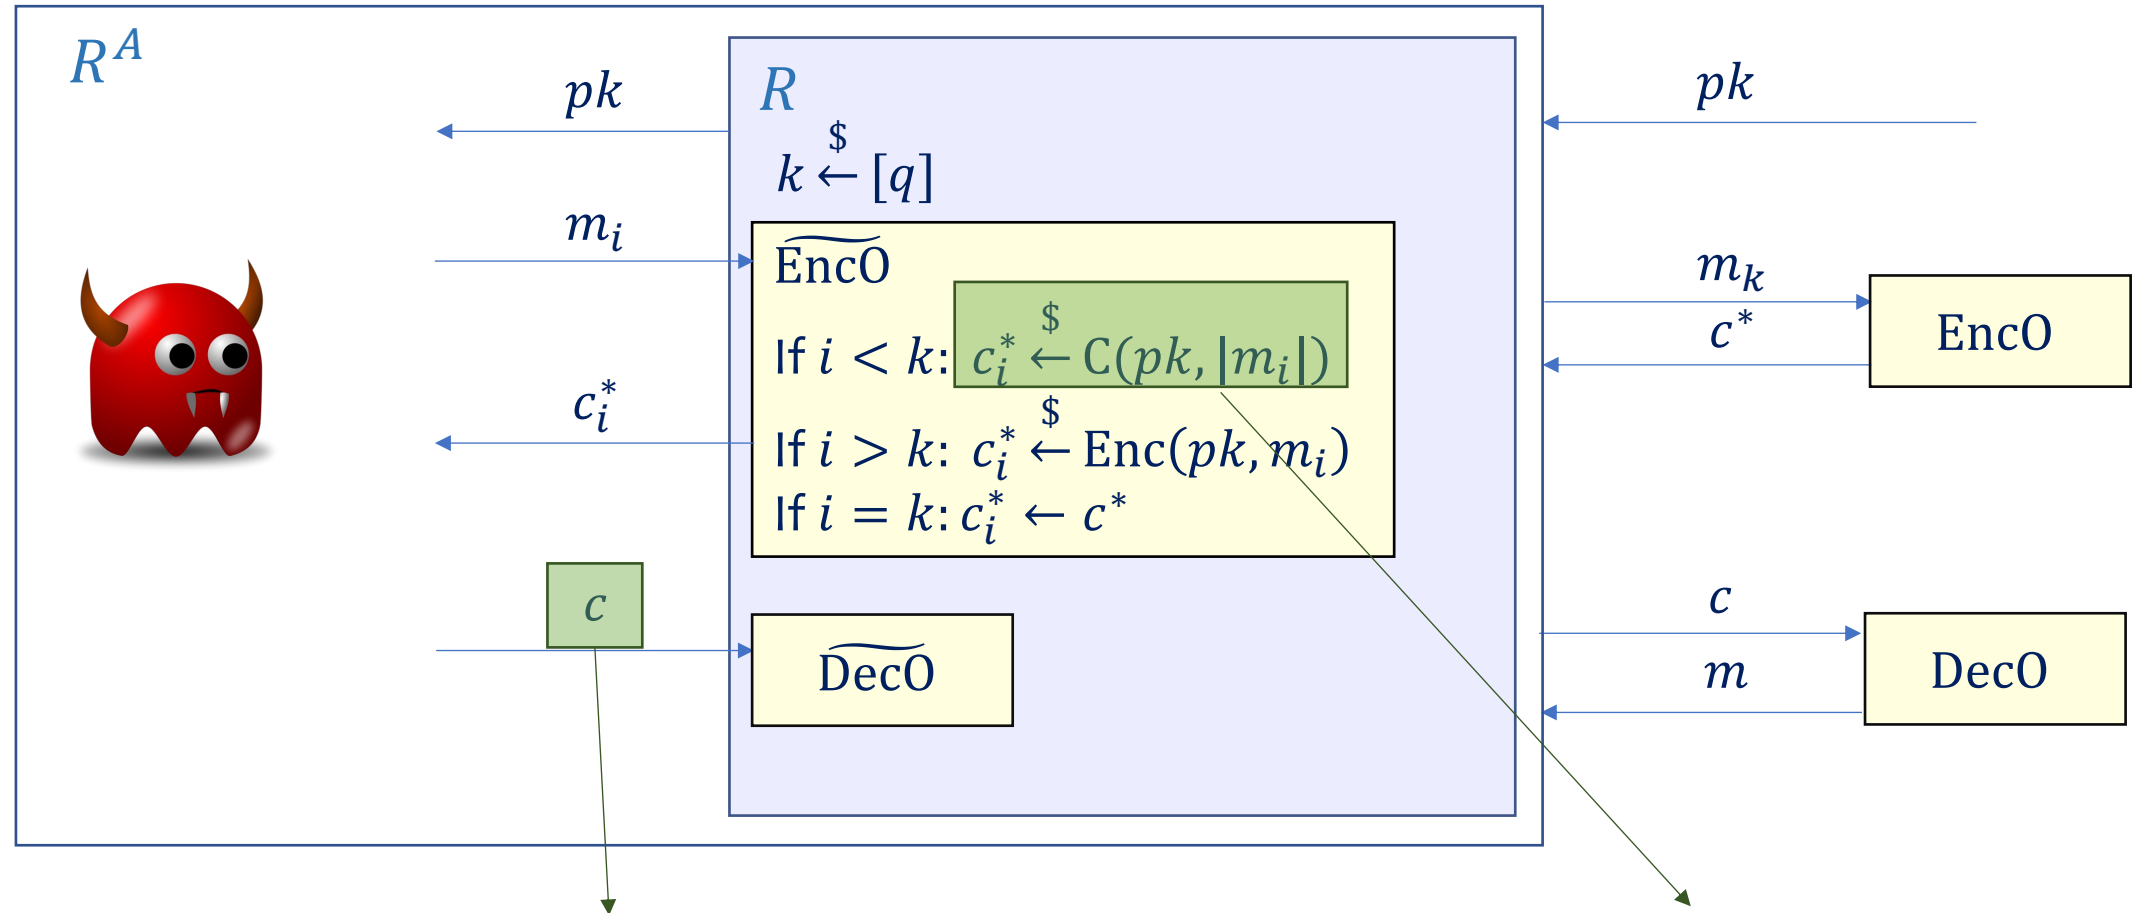 R^A
pk
R
k ←$ [q]
m_i
EncO~
If i < k: c_i^* ←$ C(pk, |m_i|)
c_i^*
If i > k: c_i^* ←$ Enc(pk, m_i)
If i = k: c_i^* ← c^*
c
DecO~
pk
m_k
c^*
EncO
c
m
DecO